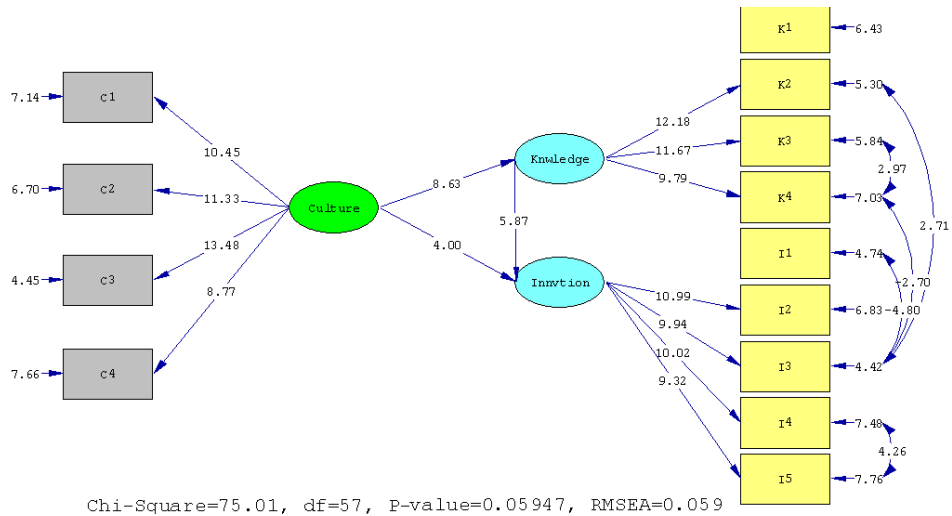 K1
6.43
7.14
C1
K2
5.30
12.18
10.45
K3
5.84
11.67
Knwledge
2.97
8.63
9.79
6.70
C2
11.33
K4
7.03
Culture
5.87
2.71
4.00
I1
4.74
13.48
-2.70
4.45
C3
Innvtion
10.99
8.77
I2
6.83
-4.80
9.94
10.02
I3
4.42
7.66
C4
9.32
I4
7.48
4.26
I5
7.76
Chi-Square=75.01, df=57, P-value=0.05947, RMSEA=0.059